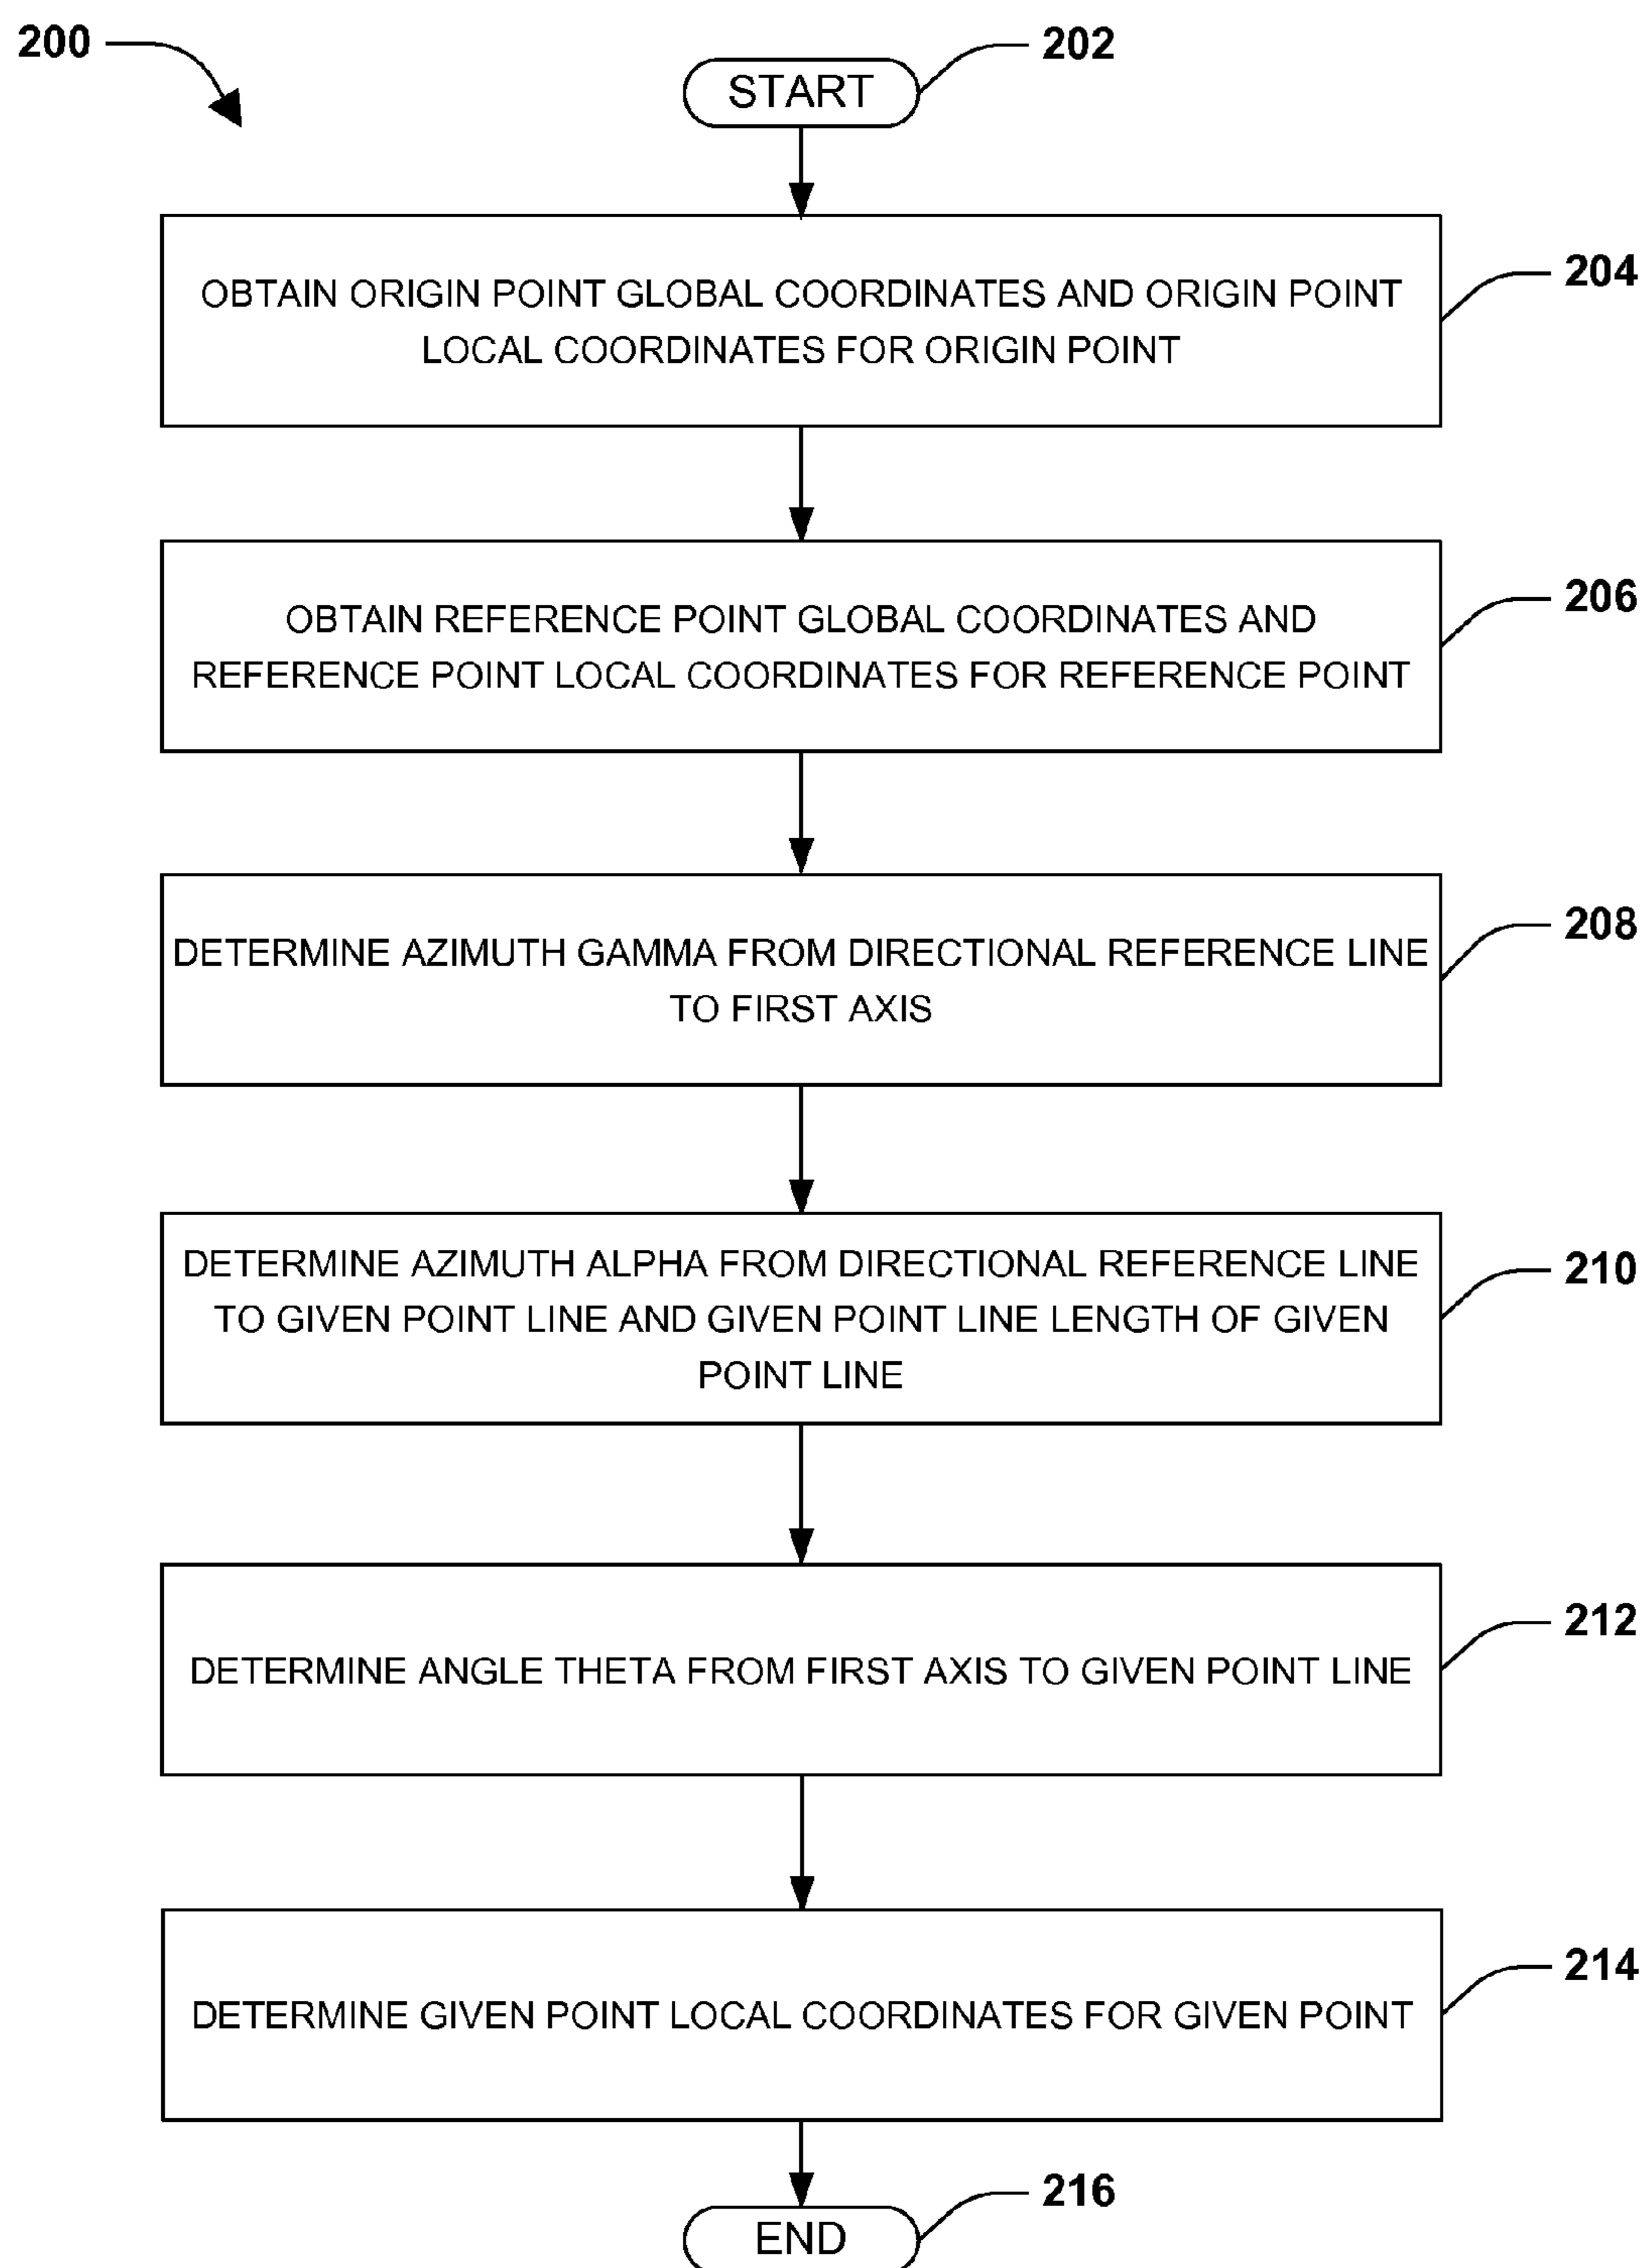 200
202
START
204
OBTAIN ORIGIN POINT GLOBAL COORDINATES AND ORIGIN POINT
LOCAL COORDINATES FOR ORIGIN POINT
206
OBTAIN REFERENCE POINT GLOBAL COORDINATES AND
REFERENCE POINT LOCAL COORDINATES FOR REFERENCE POINT
208
DETERMINE AZIMUTH GAMMA FROM DIRECTIONAL REFERENCE LINE
TO FIRST AXIS
210
DETERMINE AZIMUTH ALPHA FROM DIRECTIONAL REFERENCE LINE
TO GIVEN POINT LINE AND GIVEN POINT LINE LENGTH OF GIVEN
POINT LINE
212
DETERMINE ANGLE THETA FROM FIRST AXIS TO GIVEN POINT LINE
214
DETERMINE GIVEN POINT LOCAL COORDINATES FOR GIVEN POINT
216
END